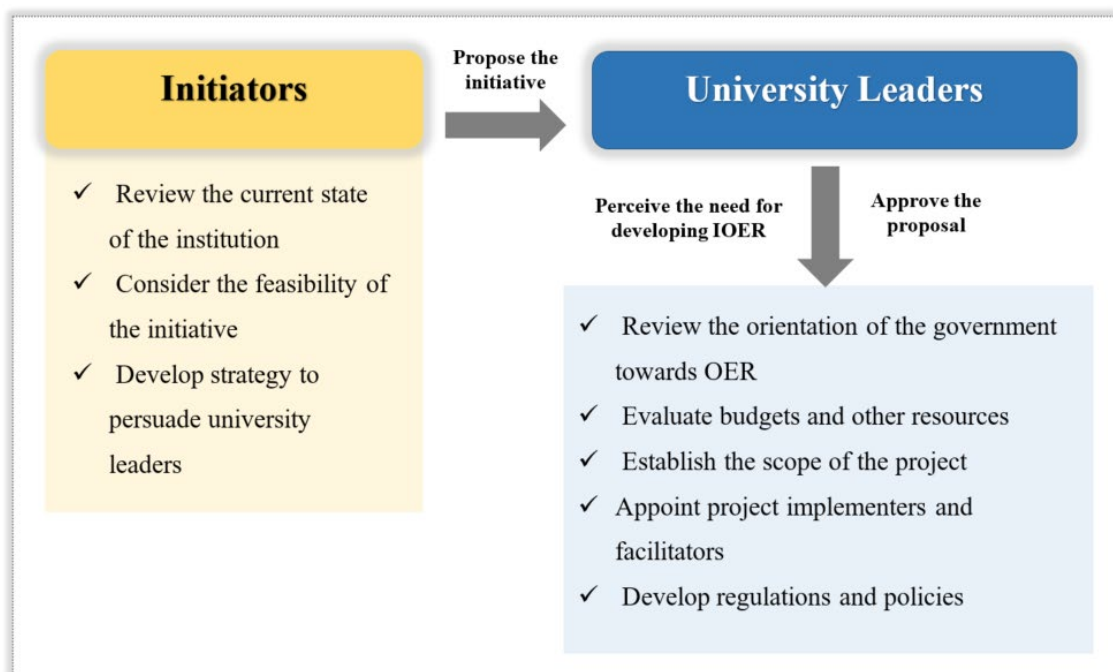 Initiators
Propose the
initiative
University Leaders
✓ Review the current state
of the institution
✓ Consider the feasibility of
the initiative
✓ Develop strategy to
persuade university
leaders
Perceive the need for
developing IOER
Approve the
proposal
✓ Review the orientation of the government
towards OER
✓ Evaluate budgets and other resources
✓ Establish the scope of the project
✓ Appoint project implementers and
facilitators
✓ Develop regulations and policies